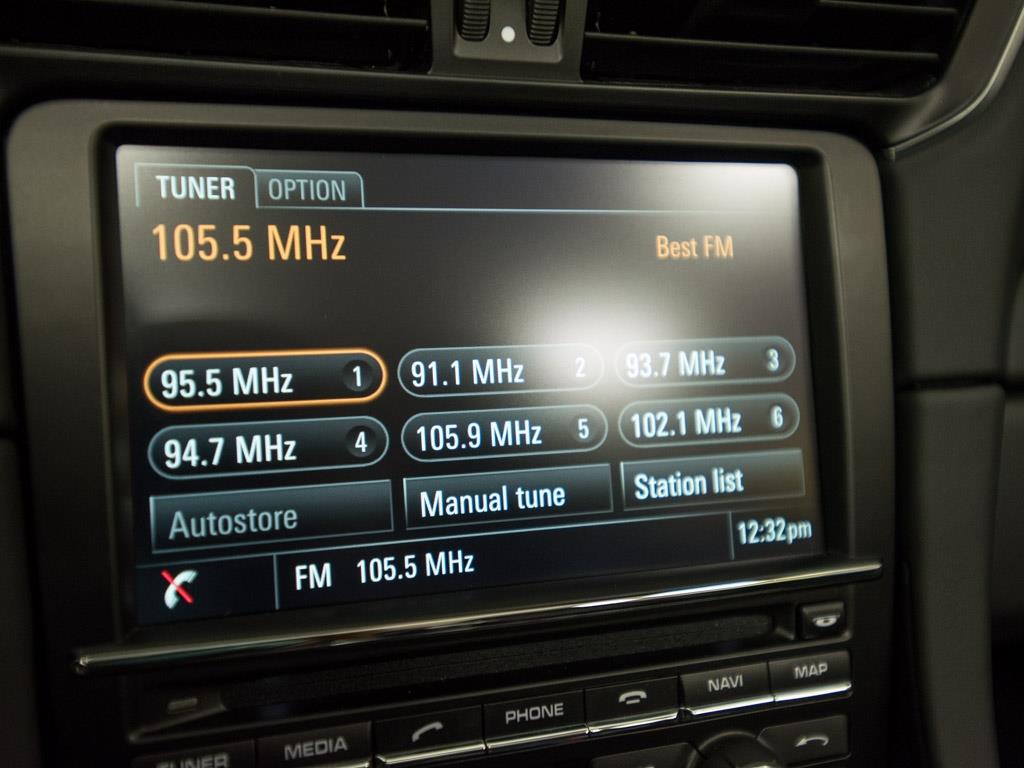 TUNER OPTION
105.5 MHz Best FM
95.5 MHz 1 91.1 MHz 2 93.7 MHz 3
94.7 MHz 4 105.9 MHz 5 102.1 MHz 6
Autostore Manual tune Station list
FM 105.5 MHz 12:32pm
TUNER MEDIA PHONE NAVI MAP